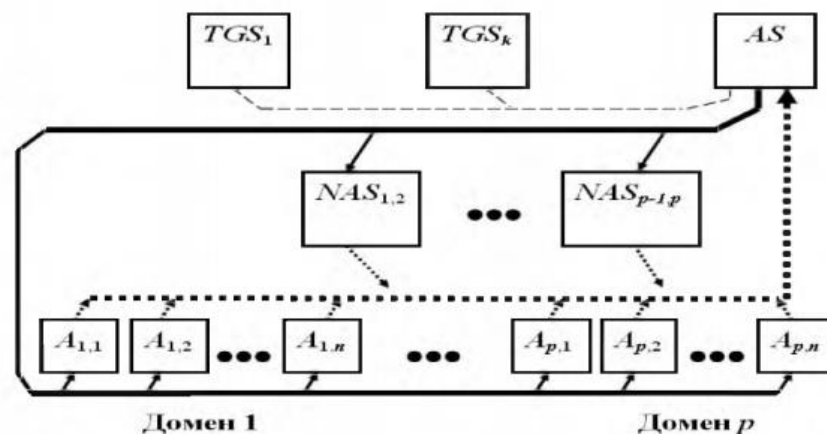 TGS₁ TGSₖ AS
NAS₁,₂ ••• NASₚ₋₁,ₚ
A₁,₁ A₁,₂ ••• A₁,ₙ ••• Aₚ,₁ Aₚ,₂ ••• Aₚ,ₙ
Домен 1 Домен p